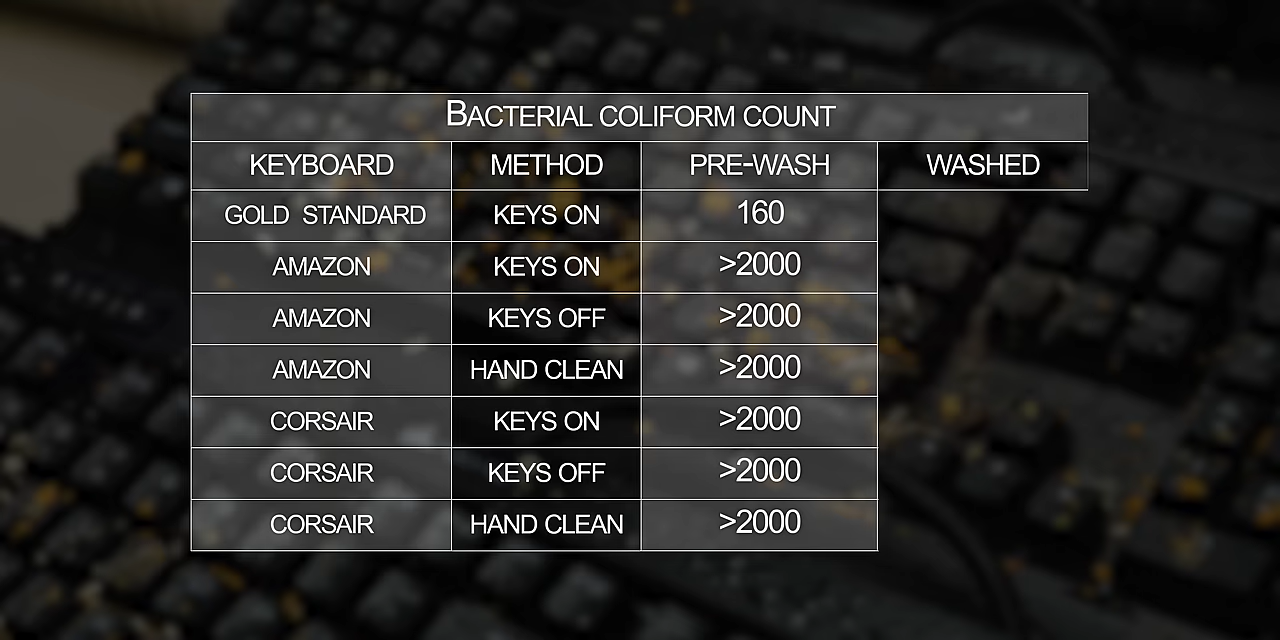 BACTERIAL COLIFORM COUNT
KEYBOARD METHOD PRE-WASH WASHED
GOLD STANDARD KEYS ON 160
AMAZON KEYS ON >2000
AMAZON KEYS OFF >2000
AMAZON HAND CLEAN >2000
CORSAIR KEYS ON >2000
CORSAIR KEYS OFF >2000
CORSAIR HAND CLEAN >2000